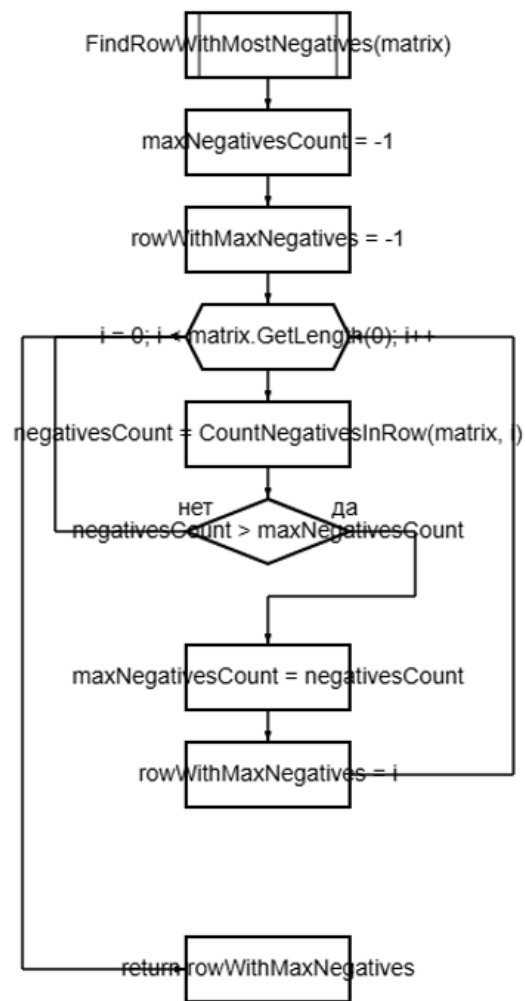 FindRowWithMostNegatives(matrix)
maxNegativesCount = -1
rowWithMaxNegatives = -1
i = 0; i < matrix.GetLength(0); i++
negativesCount = CountNegativesInRow(matrix, i)
нет да
negativesCount > maxNegativesCount
maxNegativesCount = negativesCount
rowWithMaxNegatives = i
return rowWithMaxNegatives